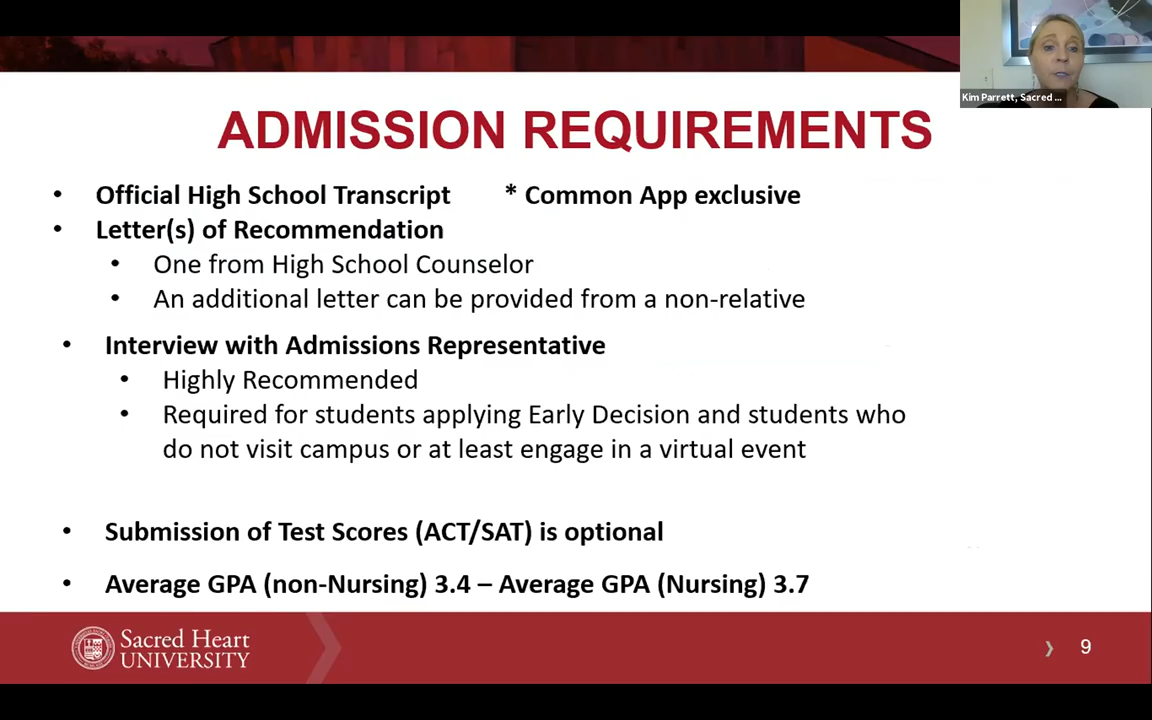 Kim Parrett, Sacred ...
ADMISSION REQUIREMENTS
• Official High School Transcript * Common App exclusive
• Letter(s) of Recommendation
• One from High School Counselor
• An additional letter can be provided from a non-relative
• Interview with Admissions Representative
• Highly Recommended
• Required for students applying Early Decision and students who
do not visit campus or at least engage in a virtual event
• Submission of Test Scores (ACT/SAT) is optional
• Average GPA (non-Nursing) 3.4 – Average GPA (Nursing) 3.7
Sacred Heart
UNIVERSITY
9